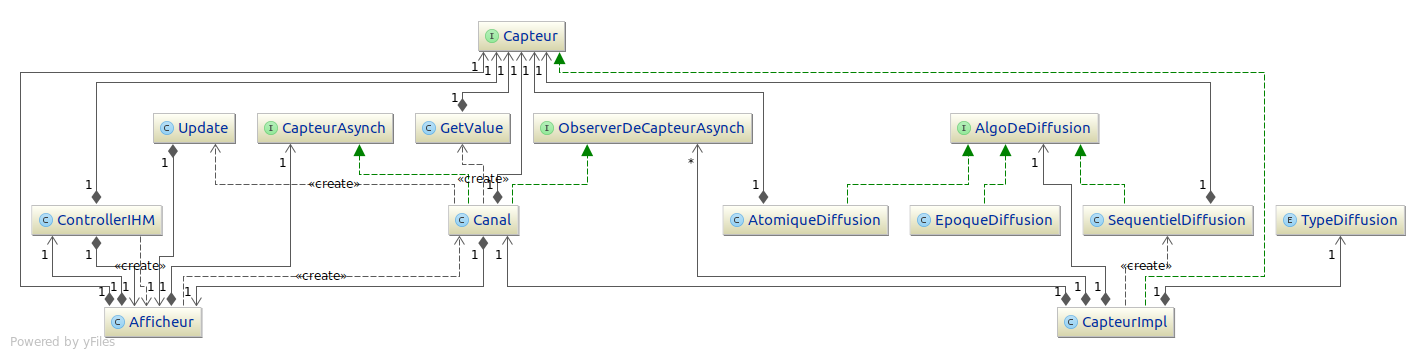 I Capteur
1 1 1 1 1 1
1
C Update
I CapteurAsynch
C GetValue
I ObserverDeCapteurAsynch
I AlgoDeDiffusion
1 1 * 1
«create» «create»
1 1 1 1
C ControllerIHM
C Canal
C AtomiqueDiffusion
C EpoqueDiffusion
C SequentielDiffusion
E TypeDiffusion
1 1 1 1 1
«create» «create» «create»
1 1 1 1 1 1 1 1 1
C Afficheur
C CapteurImpl
Powered by yFiles